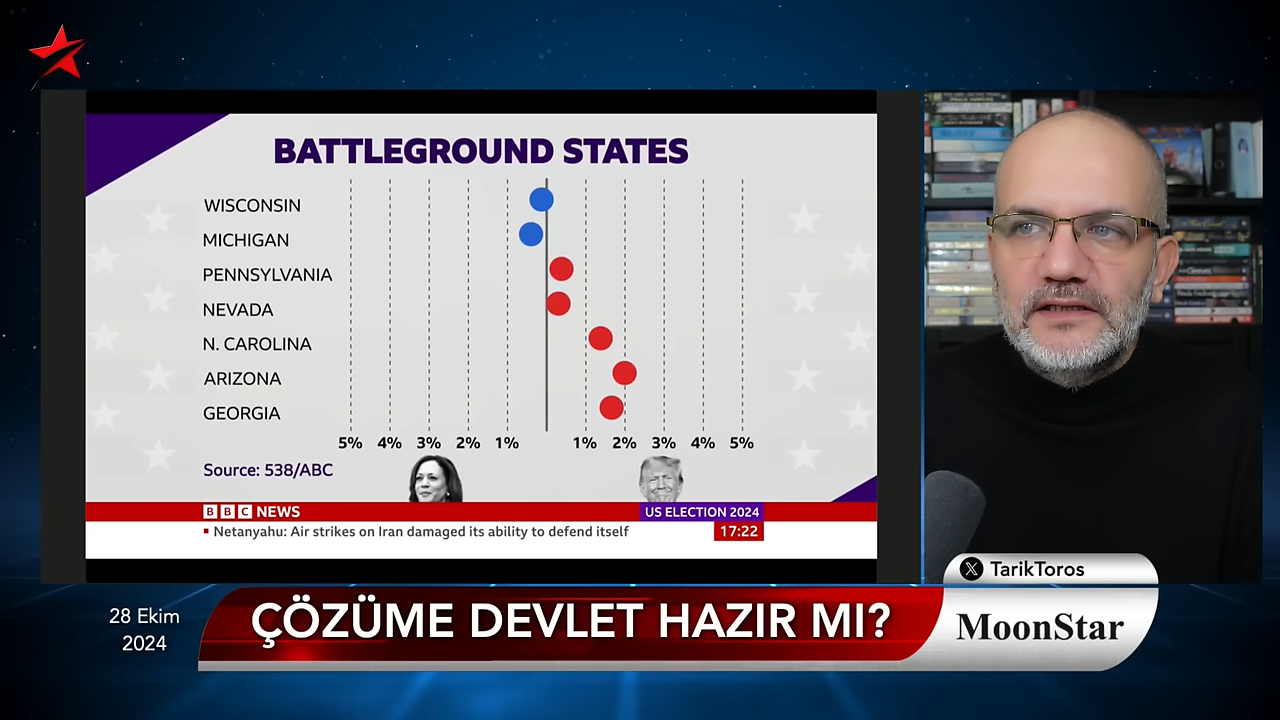 BATTLEGROUND STATES
WISCONSIN
MICHIGAN
PENNSYLVANIA
NEVADA
N. CAROLINA
ARIZONA
GEORGIA
5% 4% 3% 2% 1% 1% 2% 3% 4% 5%
Source: 538/ABC
BBC NEWS
US ELECTION 2024
Netanyahu: Air strikes on Iran damaged its ability to defend itself
17:22
X TarikToros
28 Ekim
2024
ÇÖZÜME DEVLET HAZIR MI?
MoonStar